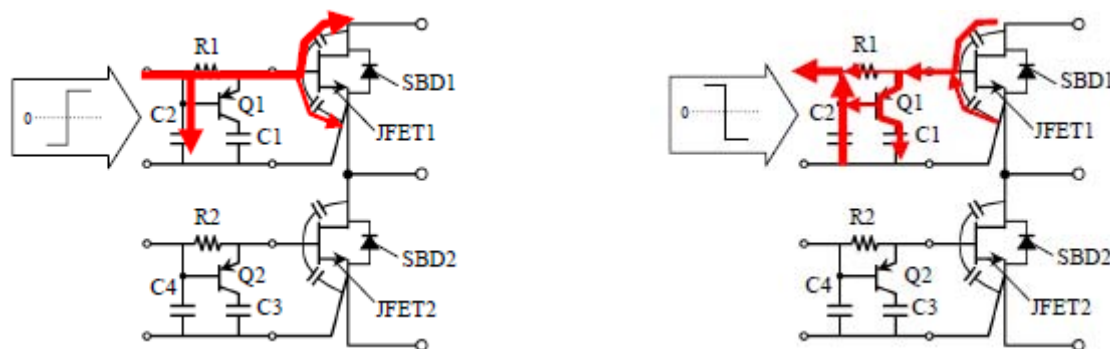 R1
0
C2
Q1
C1
SBD1
JFET1
R2
C4
Q2
C3
SBD2
JFET2
R1
0
C2
Q1
C1
SBD1
JFET1
R2
C4
Q2
C3
SBD2
JFET2